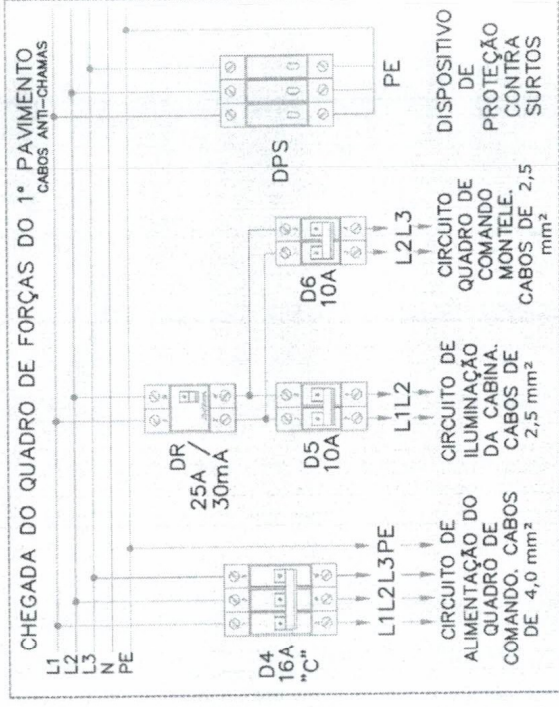 CHEGADA DO QUADRO DE FORÇAS DO 1° PAVIMENTO
CABOS ANTI-CHAMAS
L1
L2
L3
N
PE
D4
16A
"C"
L1L2L3PE
CIRCUITO DE
ALIMENTAÇÃO DO
QUADRO DE
COMANDO. CABOS
DE 4,0 mm²
DR
25A
30mA
D5
10A
L1L2
CIRCUITO DE
ILUMINAÇÃO
DA CABINA.
CABOS DE
2,5 mm²
D6
10A
L2L3
CIRCUITO
QUADRO DE
COMANDO
MONTELE.
CABOS DE 2,5
mm²
DPS
PE
DISPOSITIVO
DE
PROTEÇÃO
CONTRA
SURTOS